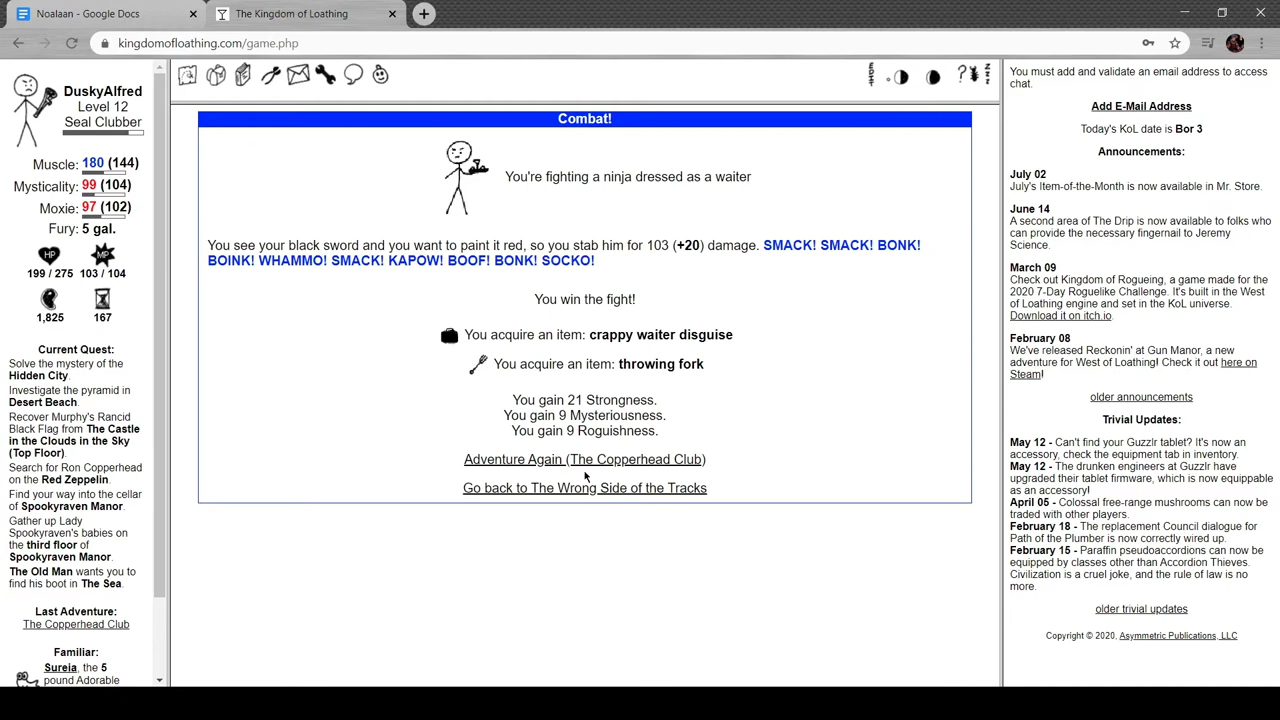 Noalaan - Google Docs
The Kingdom of Loathing
kingdomofloathing.com/game.php
DuskyAlfred
Level 12
Seal Clubber
Muscle: 180 (144)
Mysticality: 99 (104)
Moxie: 97 (102)
Fury: 5 gal.
HP
MP
199 / 275
103 / 104
1,825
167
Current Quest:
Solve the mystery of the
Hidden City.
Investigate the pyramid in
Desert Beach.
Recover Murphy's Rancid
Black Flag from The Castle
in the Clouds in the Sky
(Top Floor).
Search for Ron Copperhead
on the Red Zeppelin.
Find your way into the cellar
of Spookyraven Manor.
Gather up Lady
Spookyraven's babies on
the third floor of
Spookyraven Manor.
The Old Man wants you to
find his boot in The Sea.
Last Adventure:
The Copperhead Club
Familiar:
Sureia, the 5
pound Adorable
Combat!
You're fighting a ninja dressed as a waiter
You see your black sword and you want to paint it red, so you stab him for 103 (+20) damage. SMACK! SMACK! BONK!
BOINK! WHAMMO! SMACK! KAPOW! BOOF! BONK! SOCKO!
You win the fight!
You acquire an item: crappy waiter disguise
You acquire an item: throwing fork
You gain 21 Strongness.
You gain 9 Mysteriousness.
You gain 9 Roguishness.
Adventure Again (The Copperhead Club)
Go back to The Wrong Side of the Tracks
You must add and validate an email address to access
chat.
Add E-Mail Address
Today's KoL date is Bor 3
Announcements:
July 02
July's Item-of-the-Month is now available in Mr. Store.
June 14
A second area of The Drip is now available to folks who
can provide the necessary fingernail to Jeremy
Science.
March 09
Check out Kingdom of Rogueing, a game made for the
2020 7-Day Roguelike Challenge. It's built in the West
of Loathing engine and set in the KoL universe.
Download it on itch.io.
February 08
We've released Reckonin' at Gun Manor, a new
adventure for West of Loathing! Check it out here on
Steam!
older announcements
Trivial Updates:
May 12 - Can't find your Guzzlr tablet? It's now an
accessory, check the equipment tab in inventory.
May 12 - The drunken engineers at Guzzlr have
upgraded their tablet firmware, which is now equippable
as an accessory!
April 05 - Colossal free-range mushrooms can now be
traded with other players.
February 18 - The replacement Council dialogue for
Path of the Plumber is now correctly wired up.
February 15 - Paraffin pseudoaccordions can now be
equipped by classes other than Accordion Thieves.
Civilization is a cruel joke, and the rule of law is no
more.
older trivial updates
Copyright © 2020, Asymmetric Publications, LLC